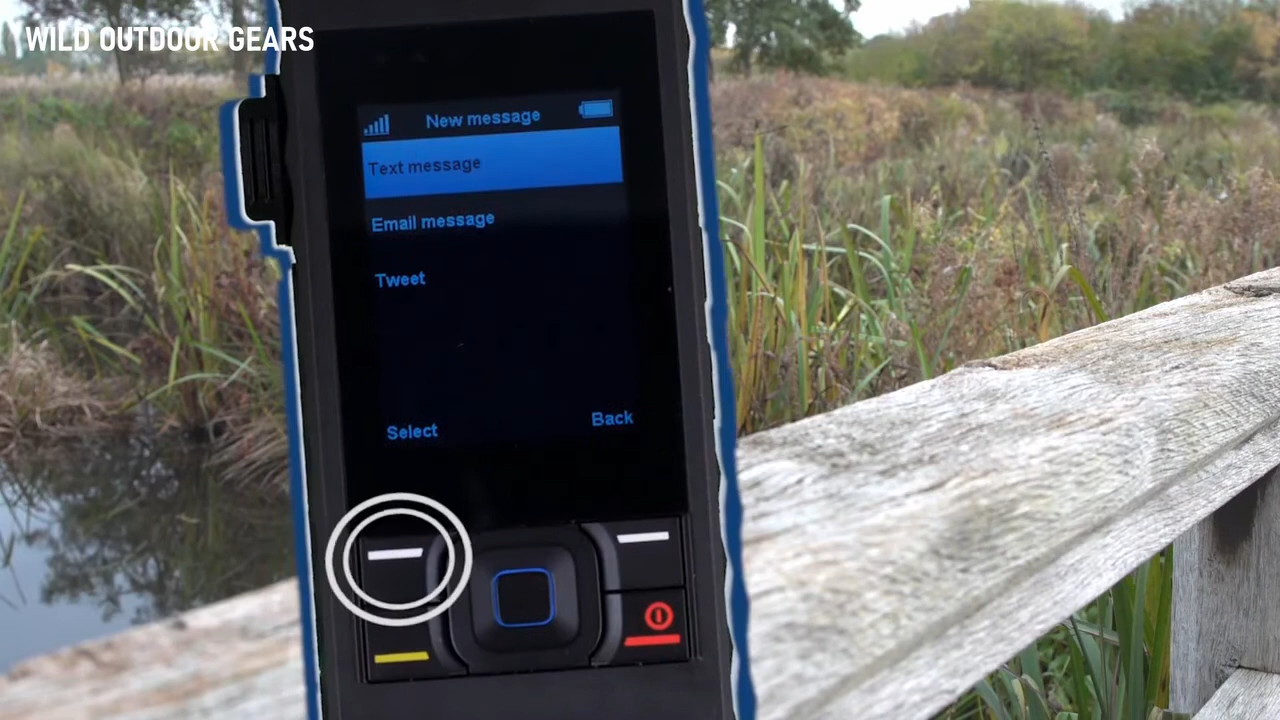 WILD OUTDOOR GEARS
New message
Text message
Email message
Tweet
Select Back